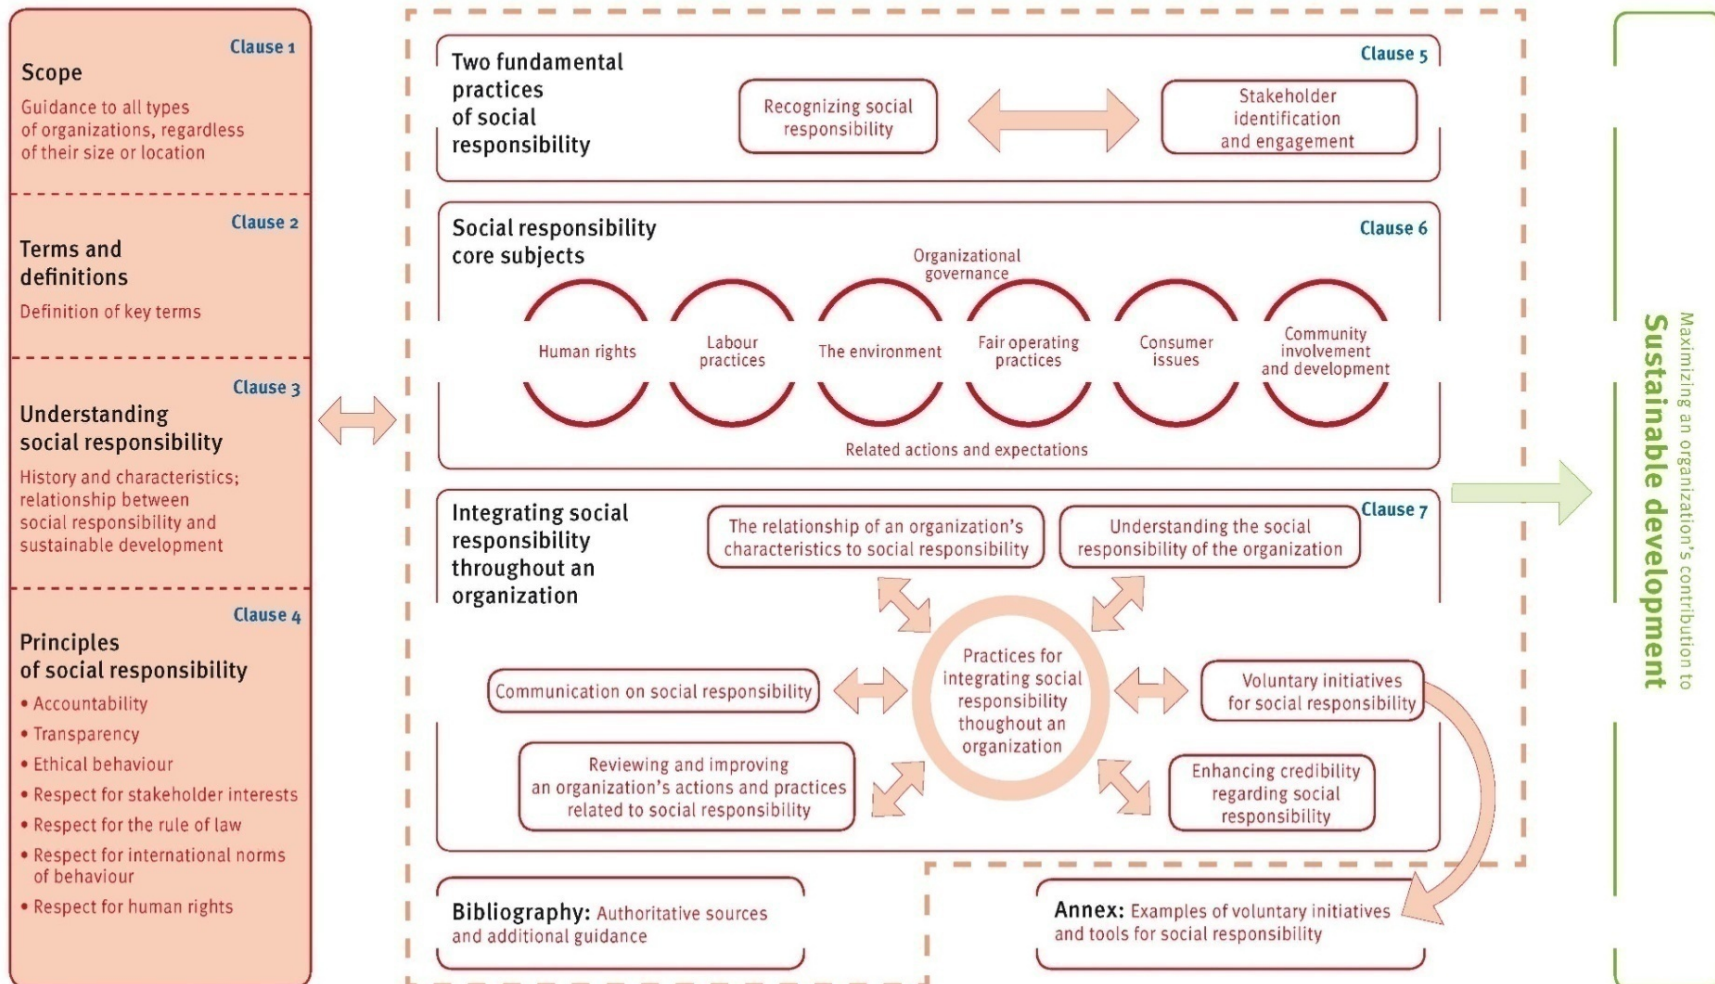 Clause 1
Scope
Guidance to all types
of organizations, regardless
of their size or location
Clause 2
Terms and
definitions
Definition of key terms
Clause 3
Understanding
social responsibility
History and characteristics;
relationship between
social responsibility and
sustainable development
Clause 4
Principles
of social responsibility
• Accountability
• Transparency
• Ethical behaviour
• Respect for stakeholder interests
• Respect for the rule of law
• Respect for international norms
of behaviour
• Respect for human rights
Two fundamental
practices
of social
responsibility
Clause 5
Recognizing social
responsibility
Stakeholder
identification
and engagement
Social responsibility
core subjects
Clause 6
Organizational
governance
Human rights
Labour
practices
The environment
Fair operating
practices
Consumer
issues
Community
involvement
and development
Related actions and expectations
Integrating social
responsibility
throughout an
organization
Clause 7
The relationship of an organization's
characteristics to social responsibility
Understanding the social
responsibility of the organization
Practices for
integrating social
responsibility
thoughout an
organization
Communication on social responsibility
Voluntary initiatives
for social responsibility
Reviewing and improving
an organization's actions and practices
related to social responsibility
Enhancing credibility
regarding social
responsibility
Bibliography: Authoritative sources
and additional guidance
Annex: Examples of voluntary initiatives
and tools for social responsibility
Maximizing an organization's contribution to
Sustainable development